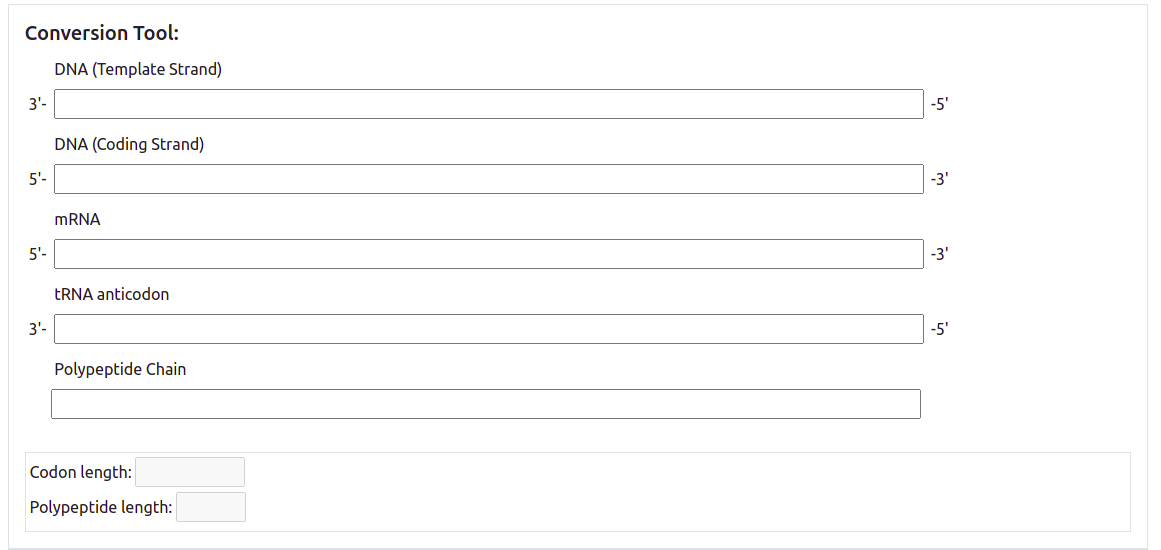 Conversion Tool:
DNA (Template Strand)
3'- -5'
DNA (Coding Strand)
5'- -3'
mRNA
5'- -3'
tRNA anticodon
3'- -5'
Polypeptide Chain
Codon length:
Polypeptide length: